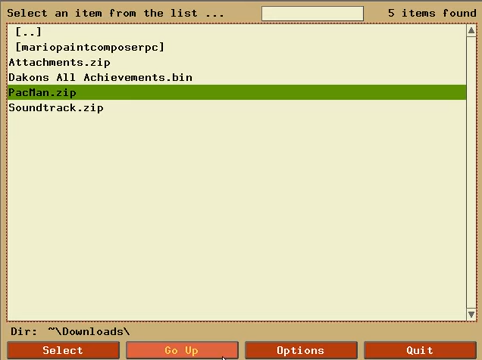 Select an item from the list ... 5 items found
[..]
[mariopaintcomposerpc]
Attachments.zip
Dakons All Achievements.bin
PacMan.zip
Soundtrack.zip
Dir: ~\Downloads\
Select Go Up Options Quit